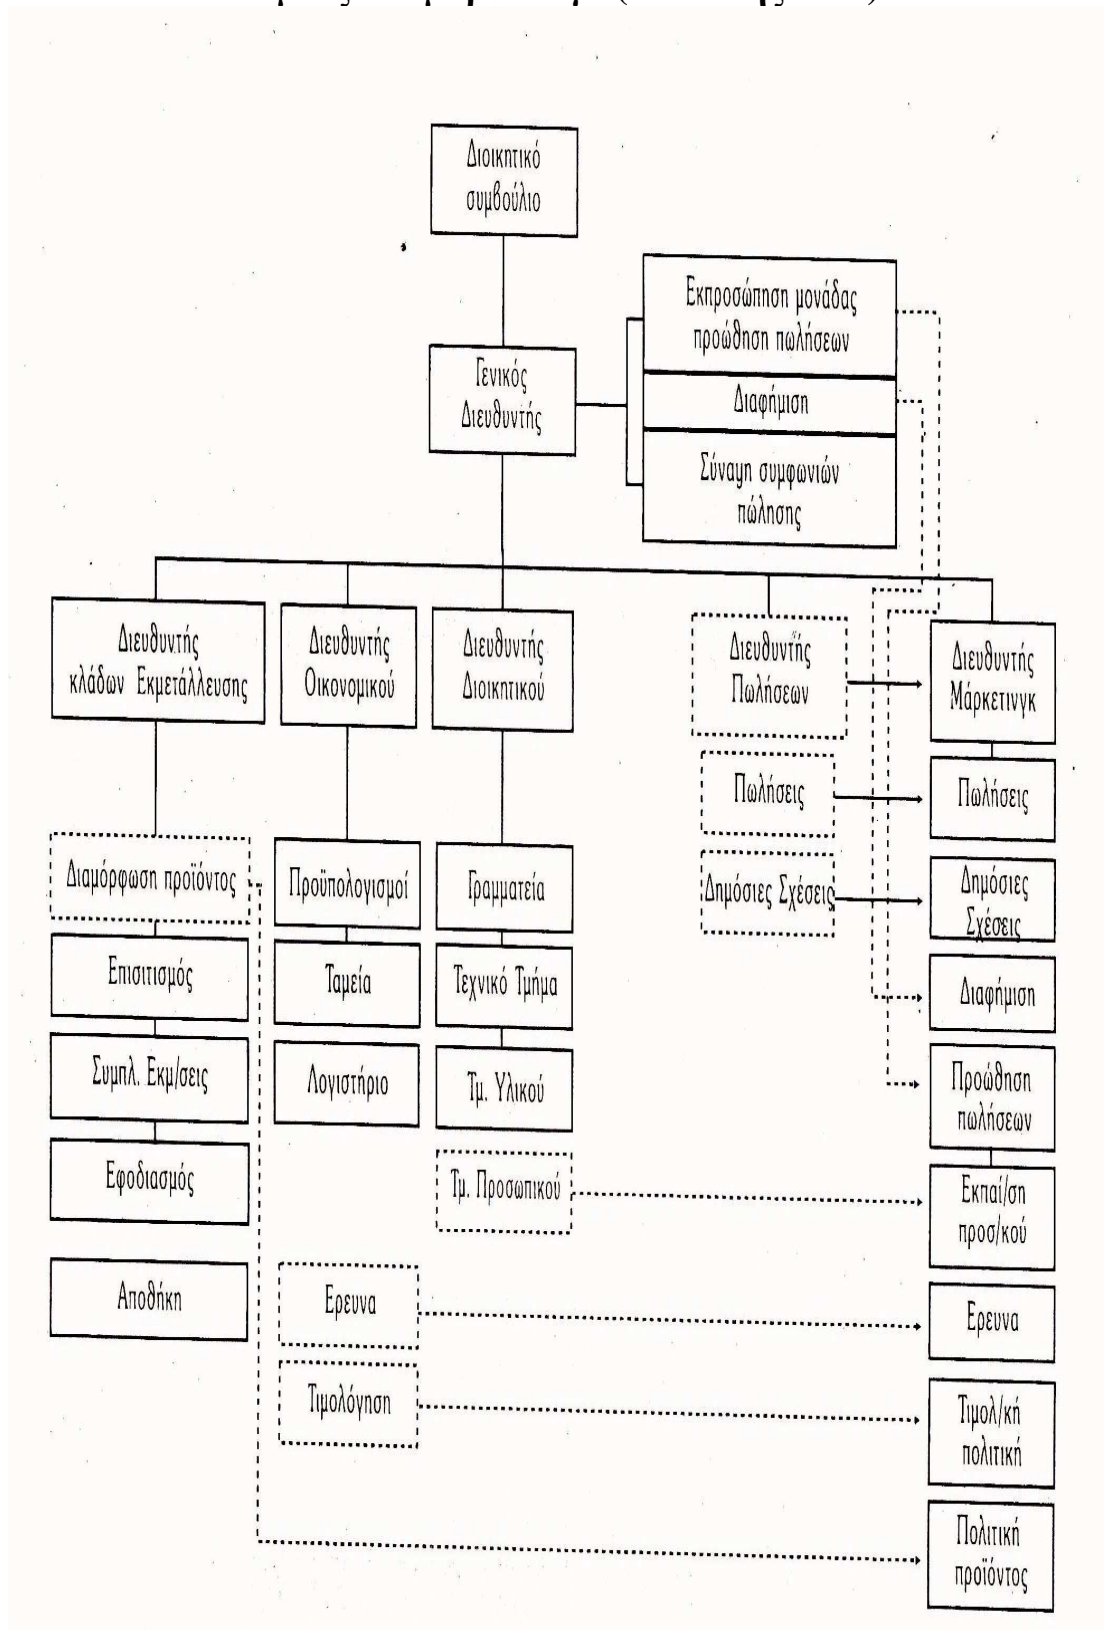 Διοικητικό
συμβούλιο
Εκπροσώπηση μονάδας
προώθηση πωλήσεων
Γενικός
Διευθυντής
Διαφήμιση
Σύναψη συμφωνιών
πώλησης
Διευθυντής
κλάδων Εκμετάλλευσης
Διευθυντής
Οικονομικού
Διευθυντής
Διοικητικού
Διευθυντής
Πωλήσεων
Διευθυντής
Μάρκετινγκ
Πωλήσεις
Πωλήσεις
Διαμόρφωση προϊόντος
Προϋπολογισμοί
Γραμματεία
Δημόσιες Σχέσεις
Δημόσιες
Σχέσεις
Επισιτισμός
Ταμεία
Τεχνικό Τμήμα
Διαφήμιση
Συμπλ. Εκμ/σεις
Λογιστήριο
Τμ. Υλικού
Προώθηση
πωλήσεων
Εφοδιασμός
Τμ. Προσωπικού
Εκπαί/ση
προσ/κού
Αποθήκη
Ερευνα
Ερευνα
Τιμολόγηση
Τιμολ/κή
πολιτική
Πολιτική
προϊόντος